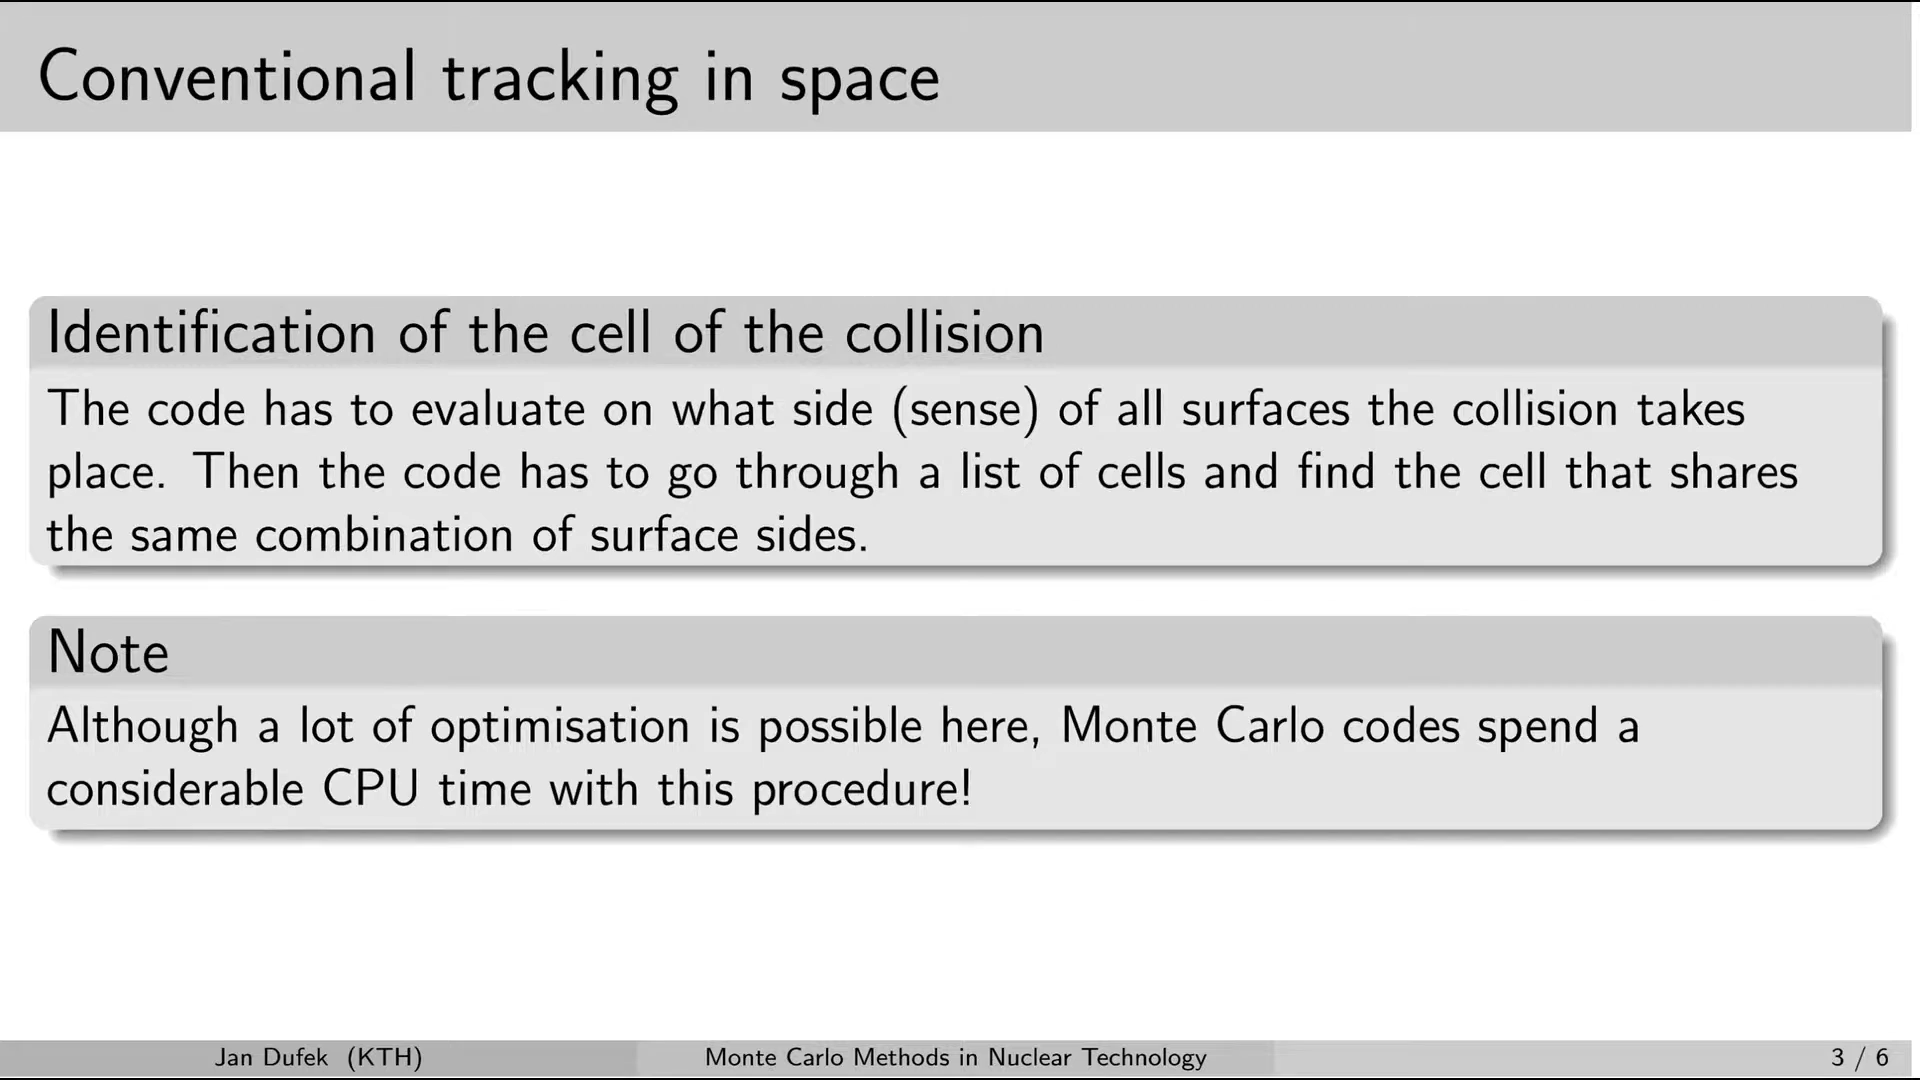 Conventional tracking in space
Identification of the cell of the collision
The code has to evaluate on what side (sense) of all surfaces the collision takes
place. Then the code has to go through a list of cells and find the cell that shares
the same combination of surface sides.
Note
Although a lot of optimisation is possible here, Monte Carlo codes spend a
considerable CPU time with this procedure!
Jan Dufek (KTH) Monte Carlo Methods in Nuclear Technology 3 / 6